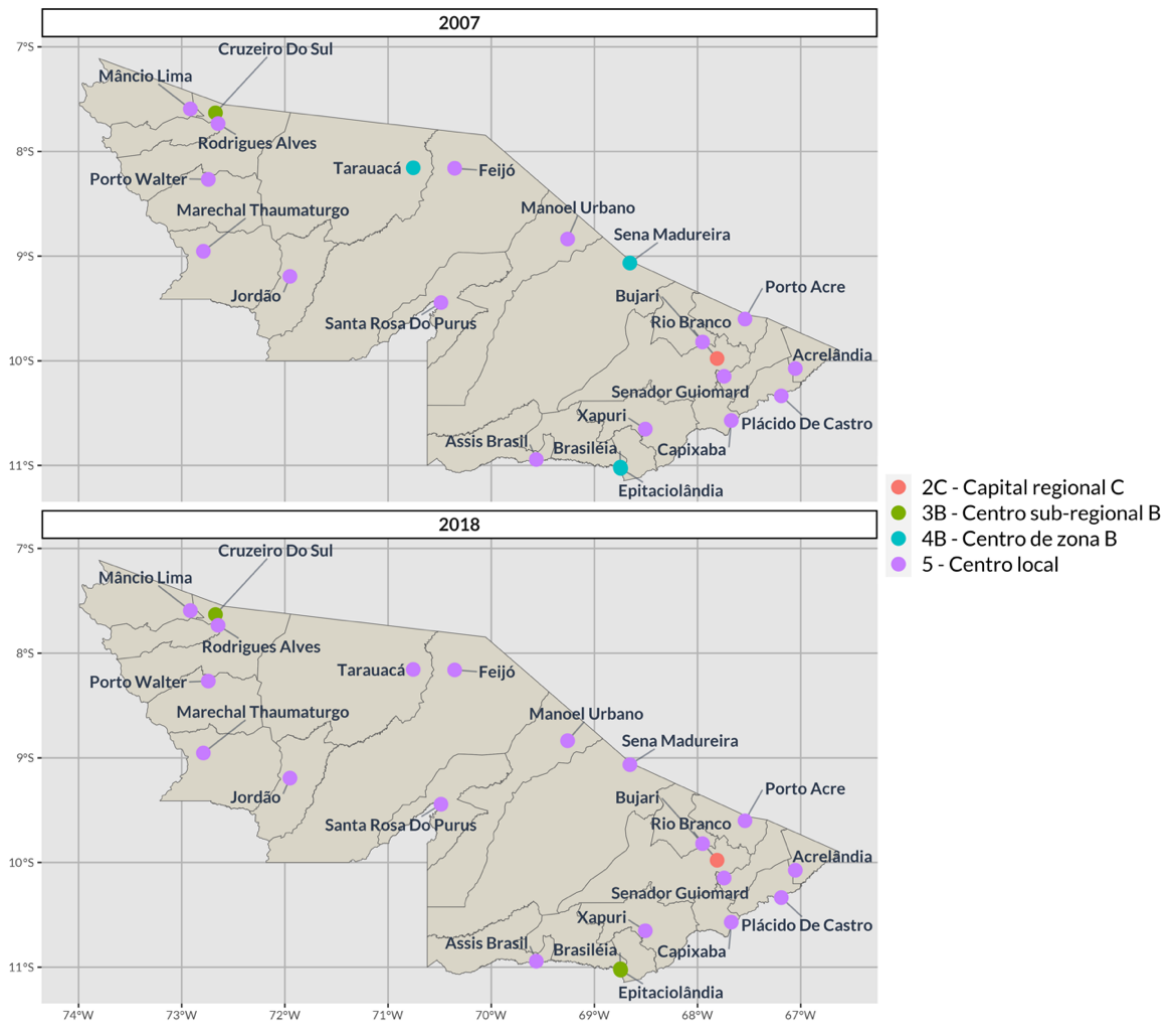 2007
7°S
8°S
9°S
10°S
11°S
Cruzeiro Do Sul
Mâncio Lima
Rodrigues Alves
Tarauacá
Feijó
Porto Walter
Marechal Thaumaturgo
Manoel Urbano
Sena Madureira
Jordão
Bujari
Porto Acre
Santa Rosa Do Purus
Rio Branco
Acrelândia
Senador Guiomard
Xapuri
Plácido De Castro
Assis Brasil
Brasiléia
Capixaba
Epitaciolândia
2C - Capital regional C
3B - Centro sub-regional B
4B - Centro de zona B
5 - Centro local
2018
7°S
8°S
9°S
10°S
11°S
Cruzeiro Do Sul
Mâncio Lima
Rodrigues Alves
Tarauacá
Feijó
Porto Walter
Marechal Thaumaturgo
Manoel Urbano
Sena Madureira
Jordão
Bujari
Porto Acre
Santa Rosa Do Purus
Rio Branco
Acrelândia
Senador Guiomard
Xapuri
Plácido De Castro
Assis Brasil
Brasiléia
Capixaba
Epitaciolândia
74°W
73°W
72°W
71°W
70°W
69°W
68°W
67°W